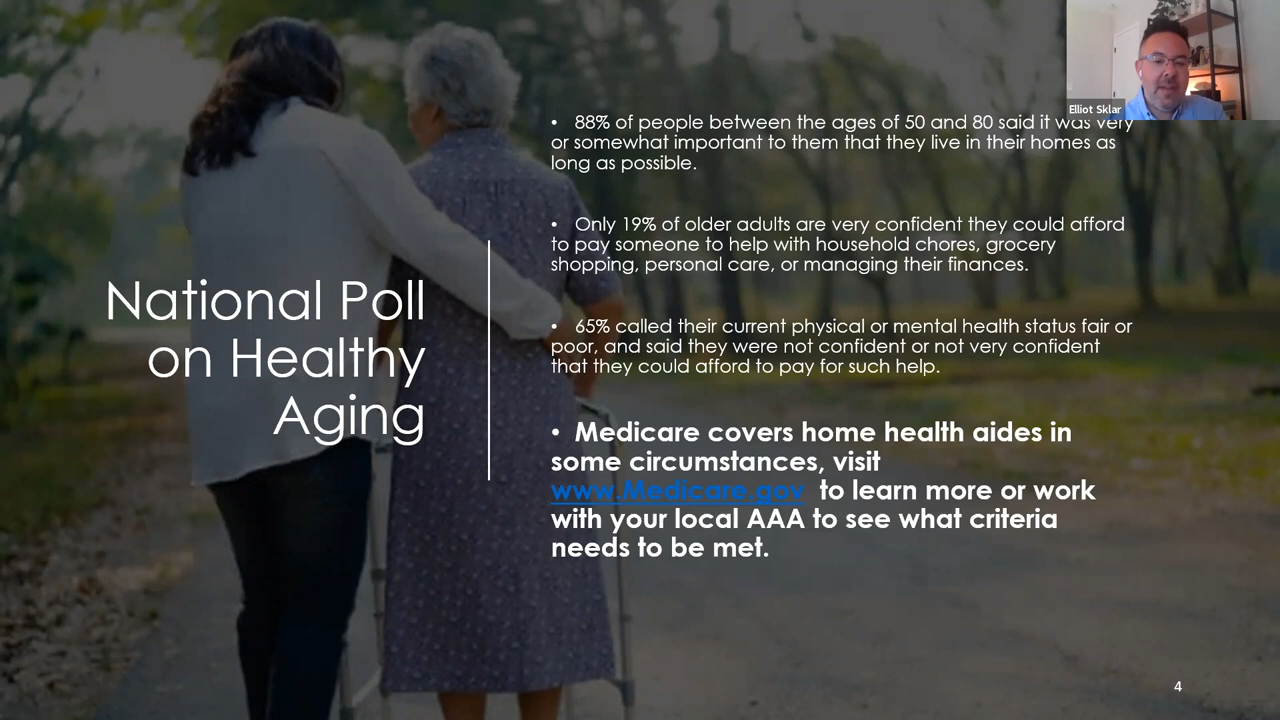 Elliot Sklar
National Poll
on Healthy
Aging
• 88% of people between the ages of 50 and 80 said it was very
or somewhat important to them that they live in their homes as
long as possible.
• Only 19% of older adults are very confident they could afford
to pay someone to help with household chores, grocery
shopping, personal care, or managing their finances.
• 65% called their current physical or mental health status fair or
poor, and said they were not confident or not very confident
that they could afford to pay for such help.
• Medicare covers home health aides in
some circumstances, visit
www.Medicare.gov to learn more or work
with your local AAA to see what criteria
needs to be met.
4